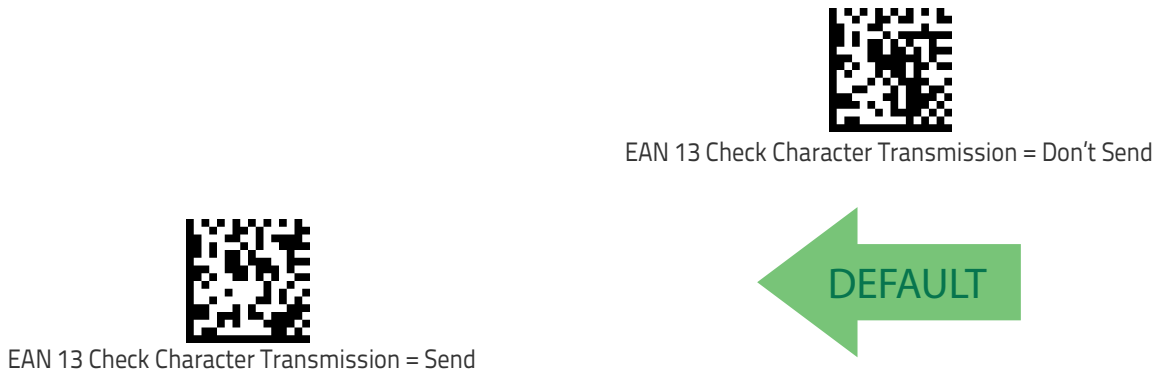 EAN 13 Check Character Transmission = Don't Send
DEFAULT
EAN 13 Check Character Transmission = Send